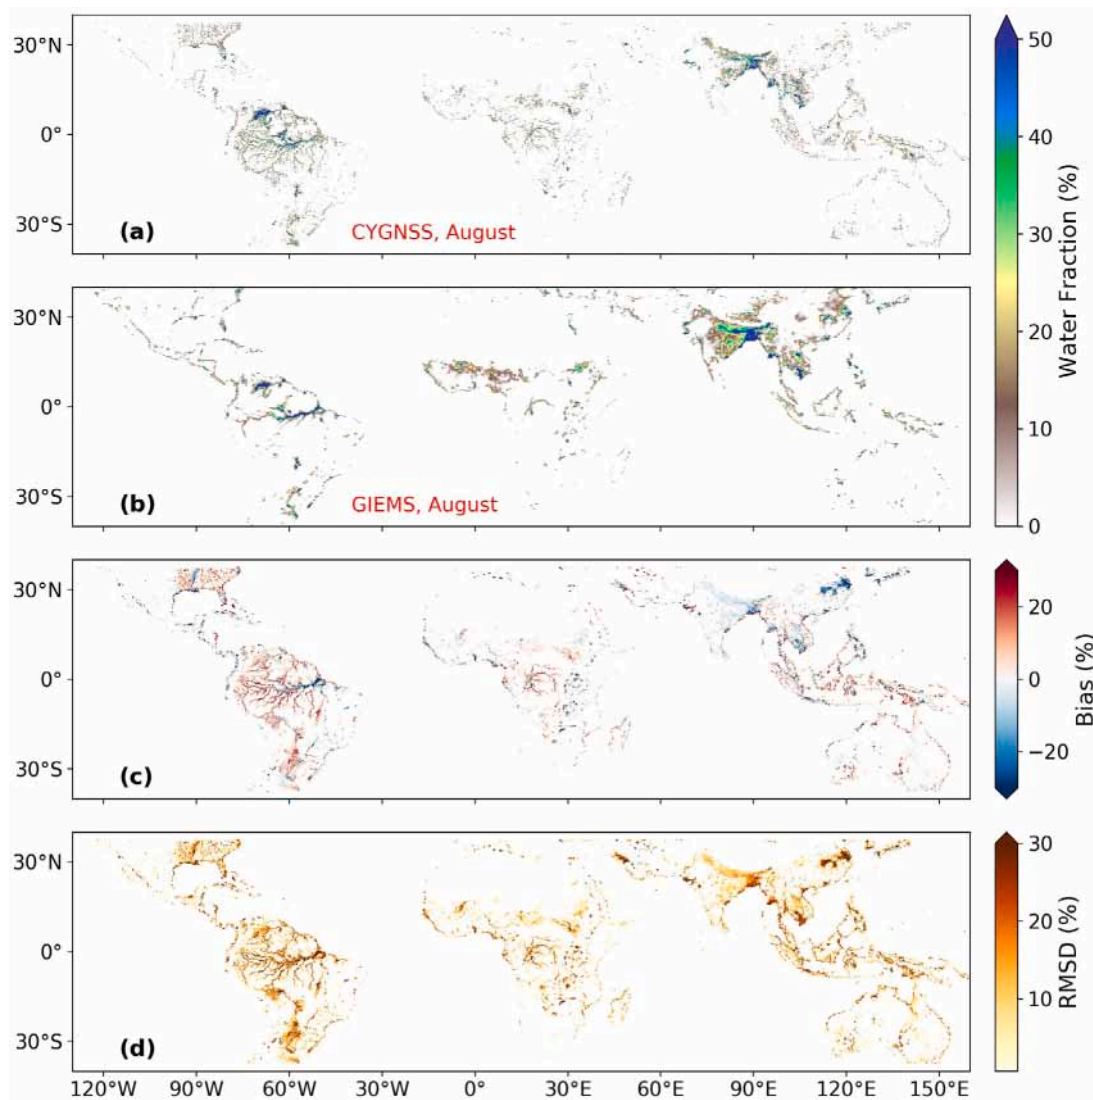 30°N
0°
30°S
(a)
CYGNSS, August
50
40
30
20
10
0
Water Fraction (%)
30°N
0°
30°S
(b)
GIEMS, August
30°N
0°
30°S
(c)
20
0
−20
Bias (%)
30°N
0°
30°S
(d)
30
20
10
RMSD (%)
120°W 90°W 60°W 30°W 0° 30°E 60°E 90°E 120°E 150°E